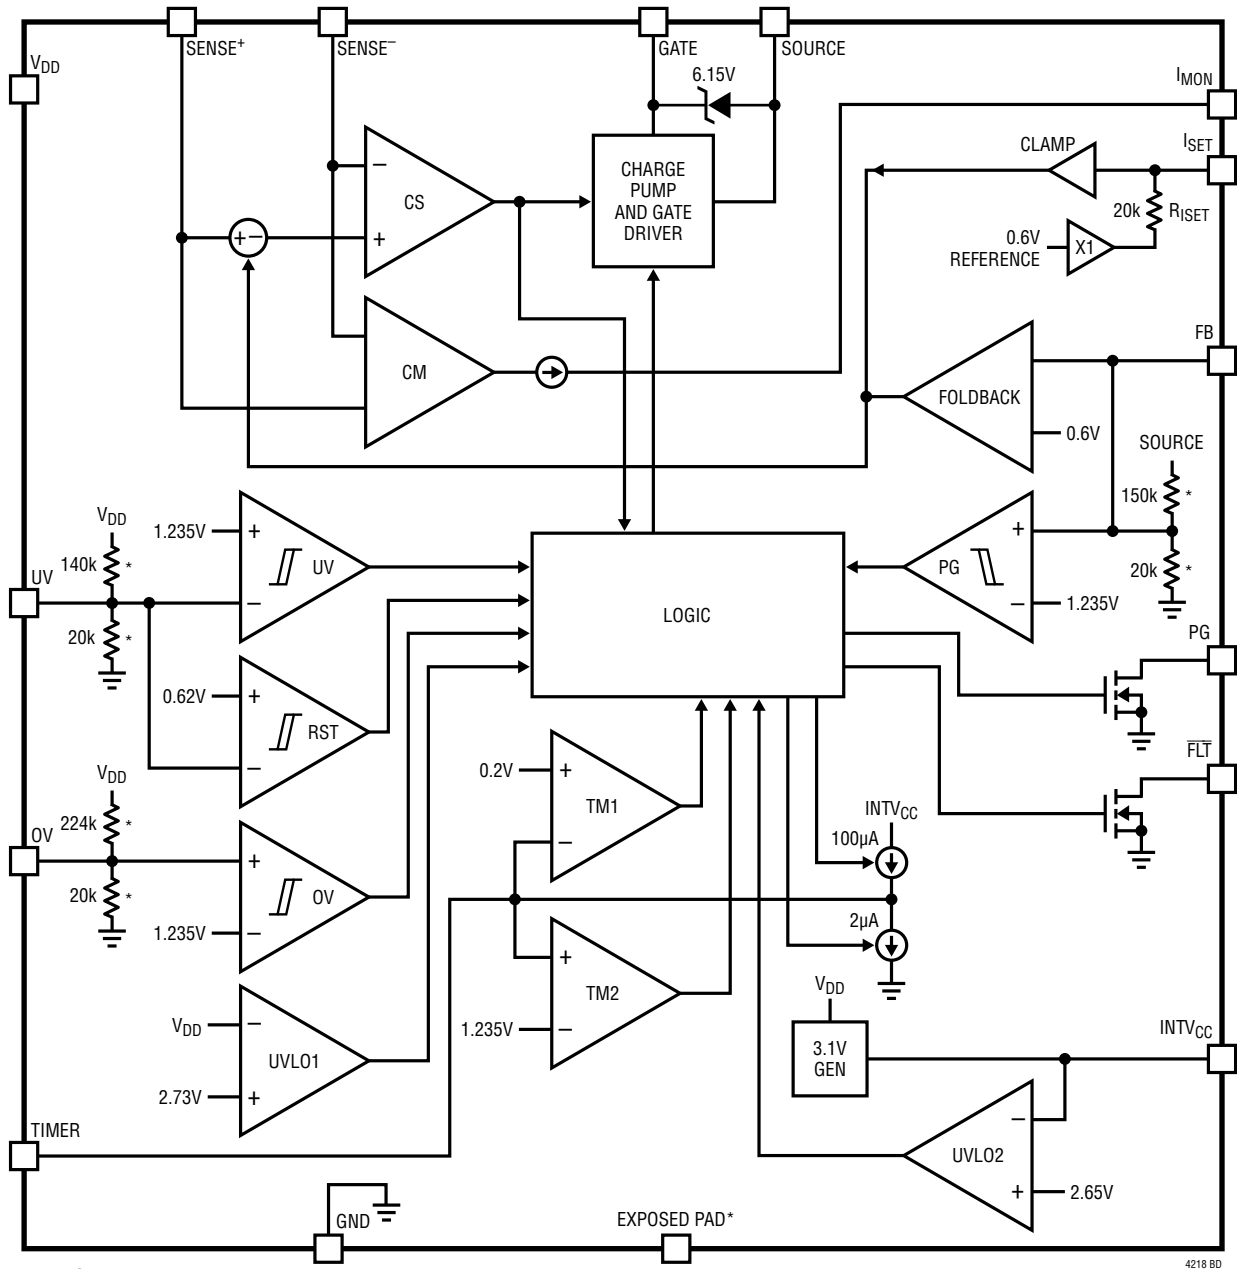 SENSE+
SENSE–
GATE
SOURCE
VDD
6.15V
IMON
CHARGE
PUMP
AND GATE
DRIVER
CLAMP
ISET
–
CS
+
+ –
20k
RISET
0.6V
REFERENCE
X1
FB
CM
FOLDBACK
0.6V
SOURCE
150k
*
VDD
1.235V
+
140k
*
UV
UV
–
20k
*
+
PG
20k
*
–
1.235V
LOGIC
PG
0.62V
+
RST
–
FLT
VDD
224k
*
OV
+
OV
20k
*
1.235V
–
0.2V
+
TM1
–
INTVCC
100µA
2µA
+
TM2
1.235V
–
VDD
–
UVLO1
2.73V
+
VDD
3.1V
GEN
INTVCC
–
UVLO2
+
2.65V
TIMER
GND
EXPOSED PAD*
4218 BD